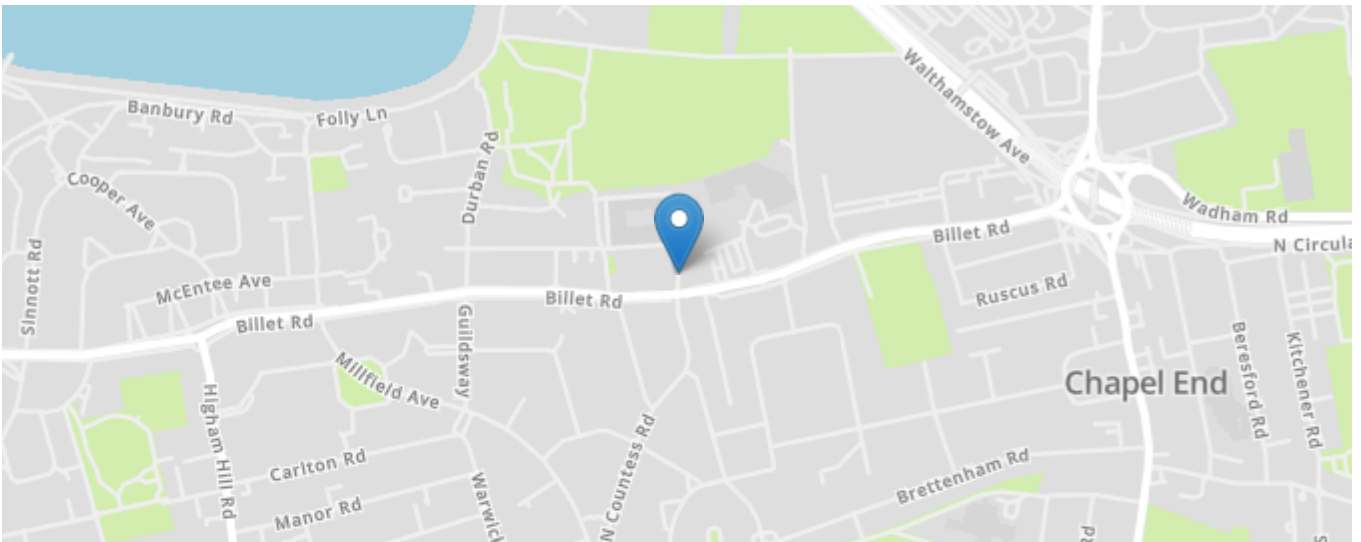 Walthamstow Ave
Banbury Rd
Folly Ln
Durban Rd
Cooper Ave
Wadham Rd
Billet Rd
N Circula
Sinnott Rd
McEntee Ave
Ruscus Rd
Billet Rd
Billet Rd
Guildsway
Millfield Ave
Beresford Rd
Kitchener Rd
Chapel End
Higham Hill Rd
N Countess Rd
Carlton Rd
Brettenham Rd
Warwick
Manor Rd